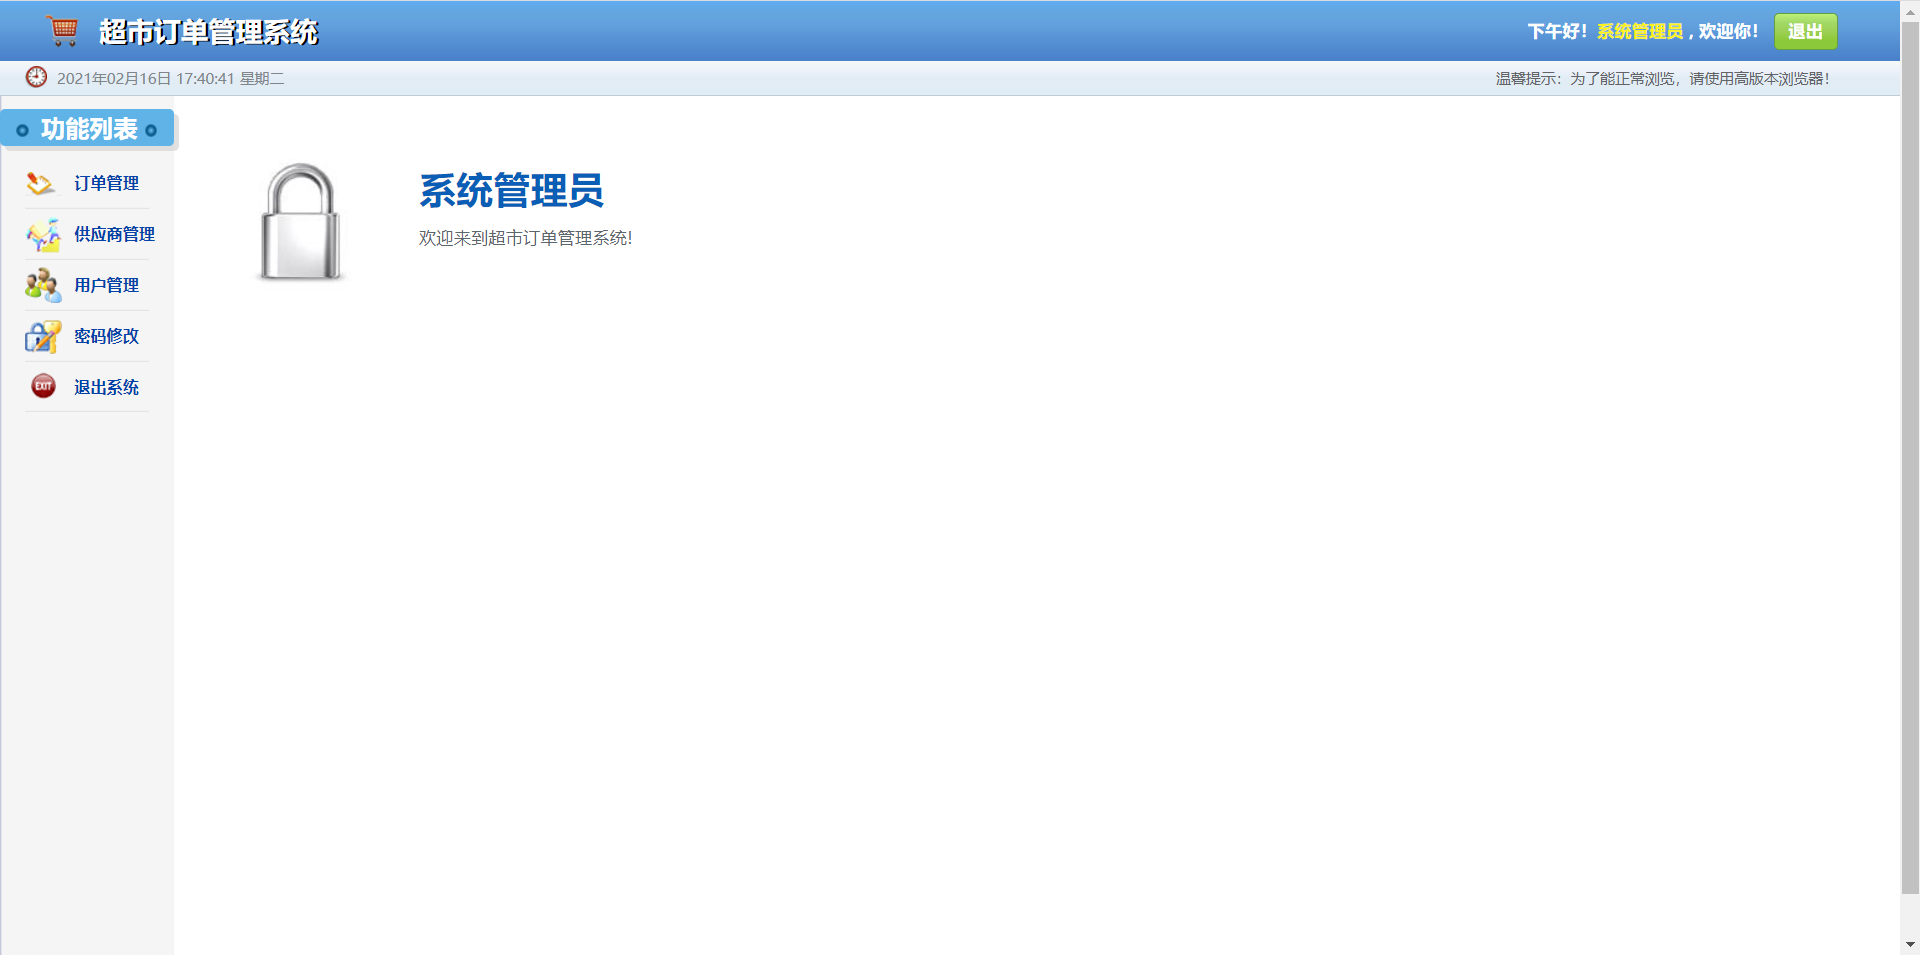 超市订单管理系统
下午好！系统管理员 , 欢迎你！
退出
2021年02月16日 17:40:41 星期二
温馨提示：为了能正常浏览，请使用高版本浏览器！
功能列表
订单管理
供应商管理
用户管理
密码修改
EXIT
退出系统
系统管理员
欢迎来到超市订单管理系统!